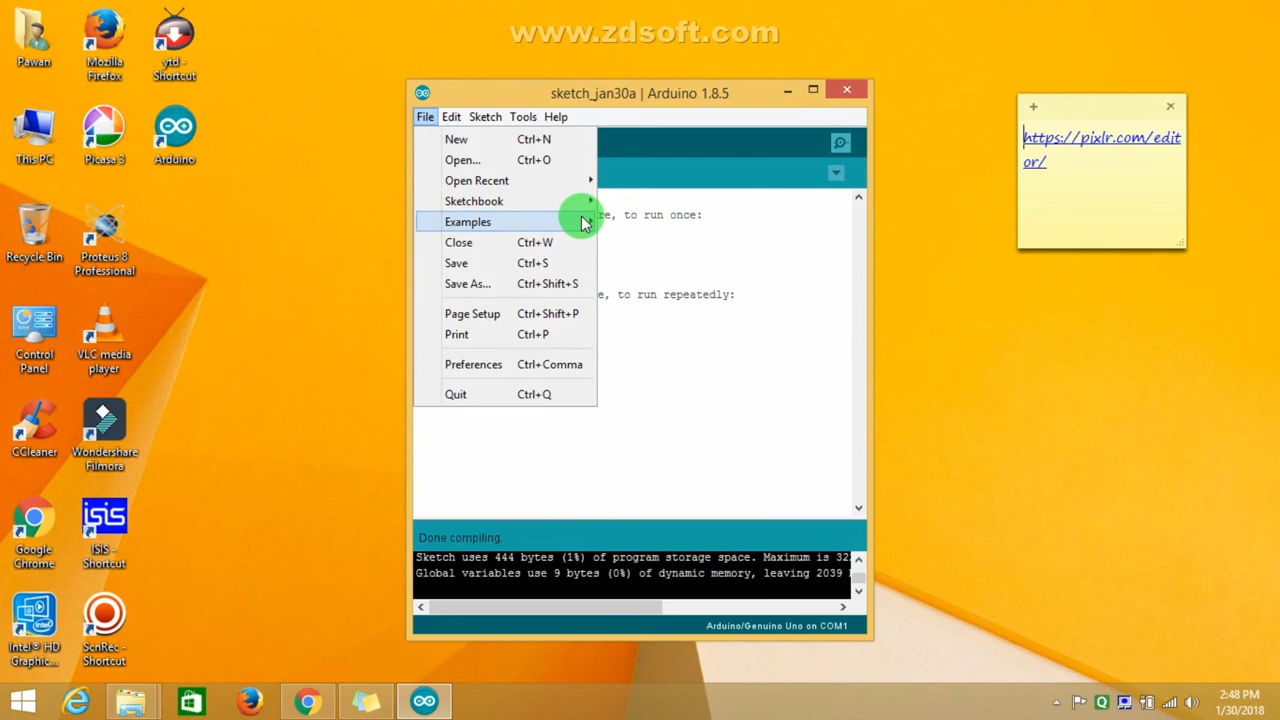 www.zdsoft.com
Pawan
Mozilla
Firefox
ytd -
Shortcut
This PC
Picasa 3
Arduino
Recycle Bin
Proteus 8
Professional
Control
Panel
VLC media
player
CCleaner
Wondershare
Filmora
Google
Chrome
isis
ISIS -
Shortcut
Intel® HD
Graphic...
ScnRec -
Shortcut
sketch_jan30a | Arduino 1.8.5
File Edit Sketch Tools Help
New Ctrl+N
Open... Ctrl+O
Open Recent
Sketchbook
Examples
Close Ctrl+W
Save Ctrl+S
Save As... Ctrl+Shift+S
Page Setup Ctrl+Shift+P
Print Ctrl+P
Preferences Ctrl+Comma
Quit Ctrl+Q
re, to run once:
e, to run repeatedly:
Done compiling.
Sketch uses 444 bytes (1%) of program storage space. Maximum is 32
Global variables use 9 bytes (0%) of dynamic memory, leaving 2039
Arduino/Genuino Uno on COM1
https://pixlr.com/edit
or/
2:48 PM
1/30/2018